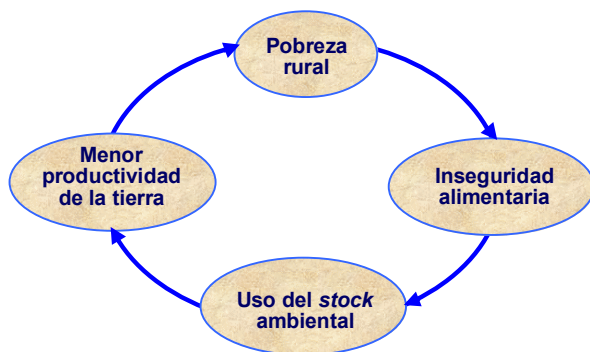 Pobreza
rural
Inseguridad
alimentaria
Uso del stock
ambiental
Menor
productividad
de la tierra